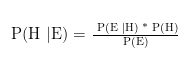 P(H |E) = P(E |H) * P(H) / P(E)